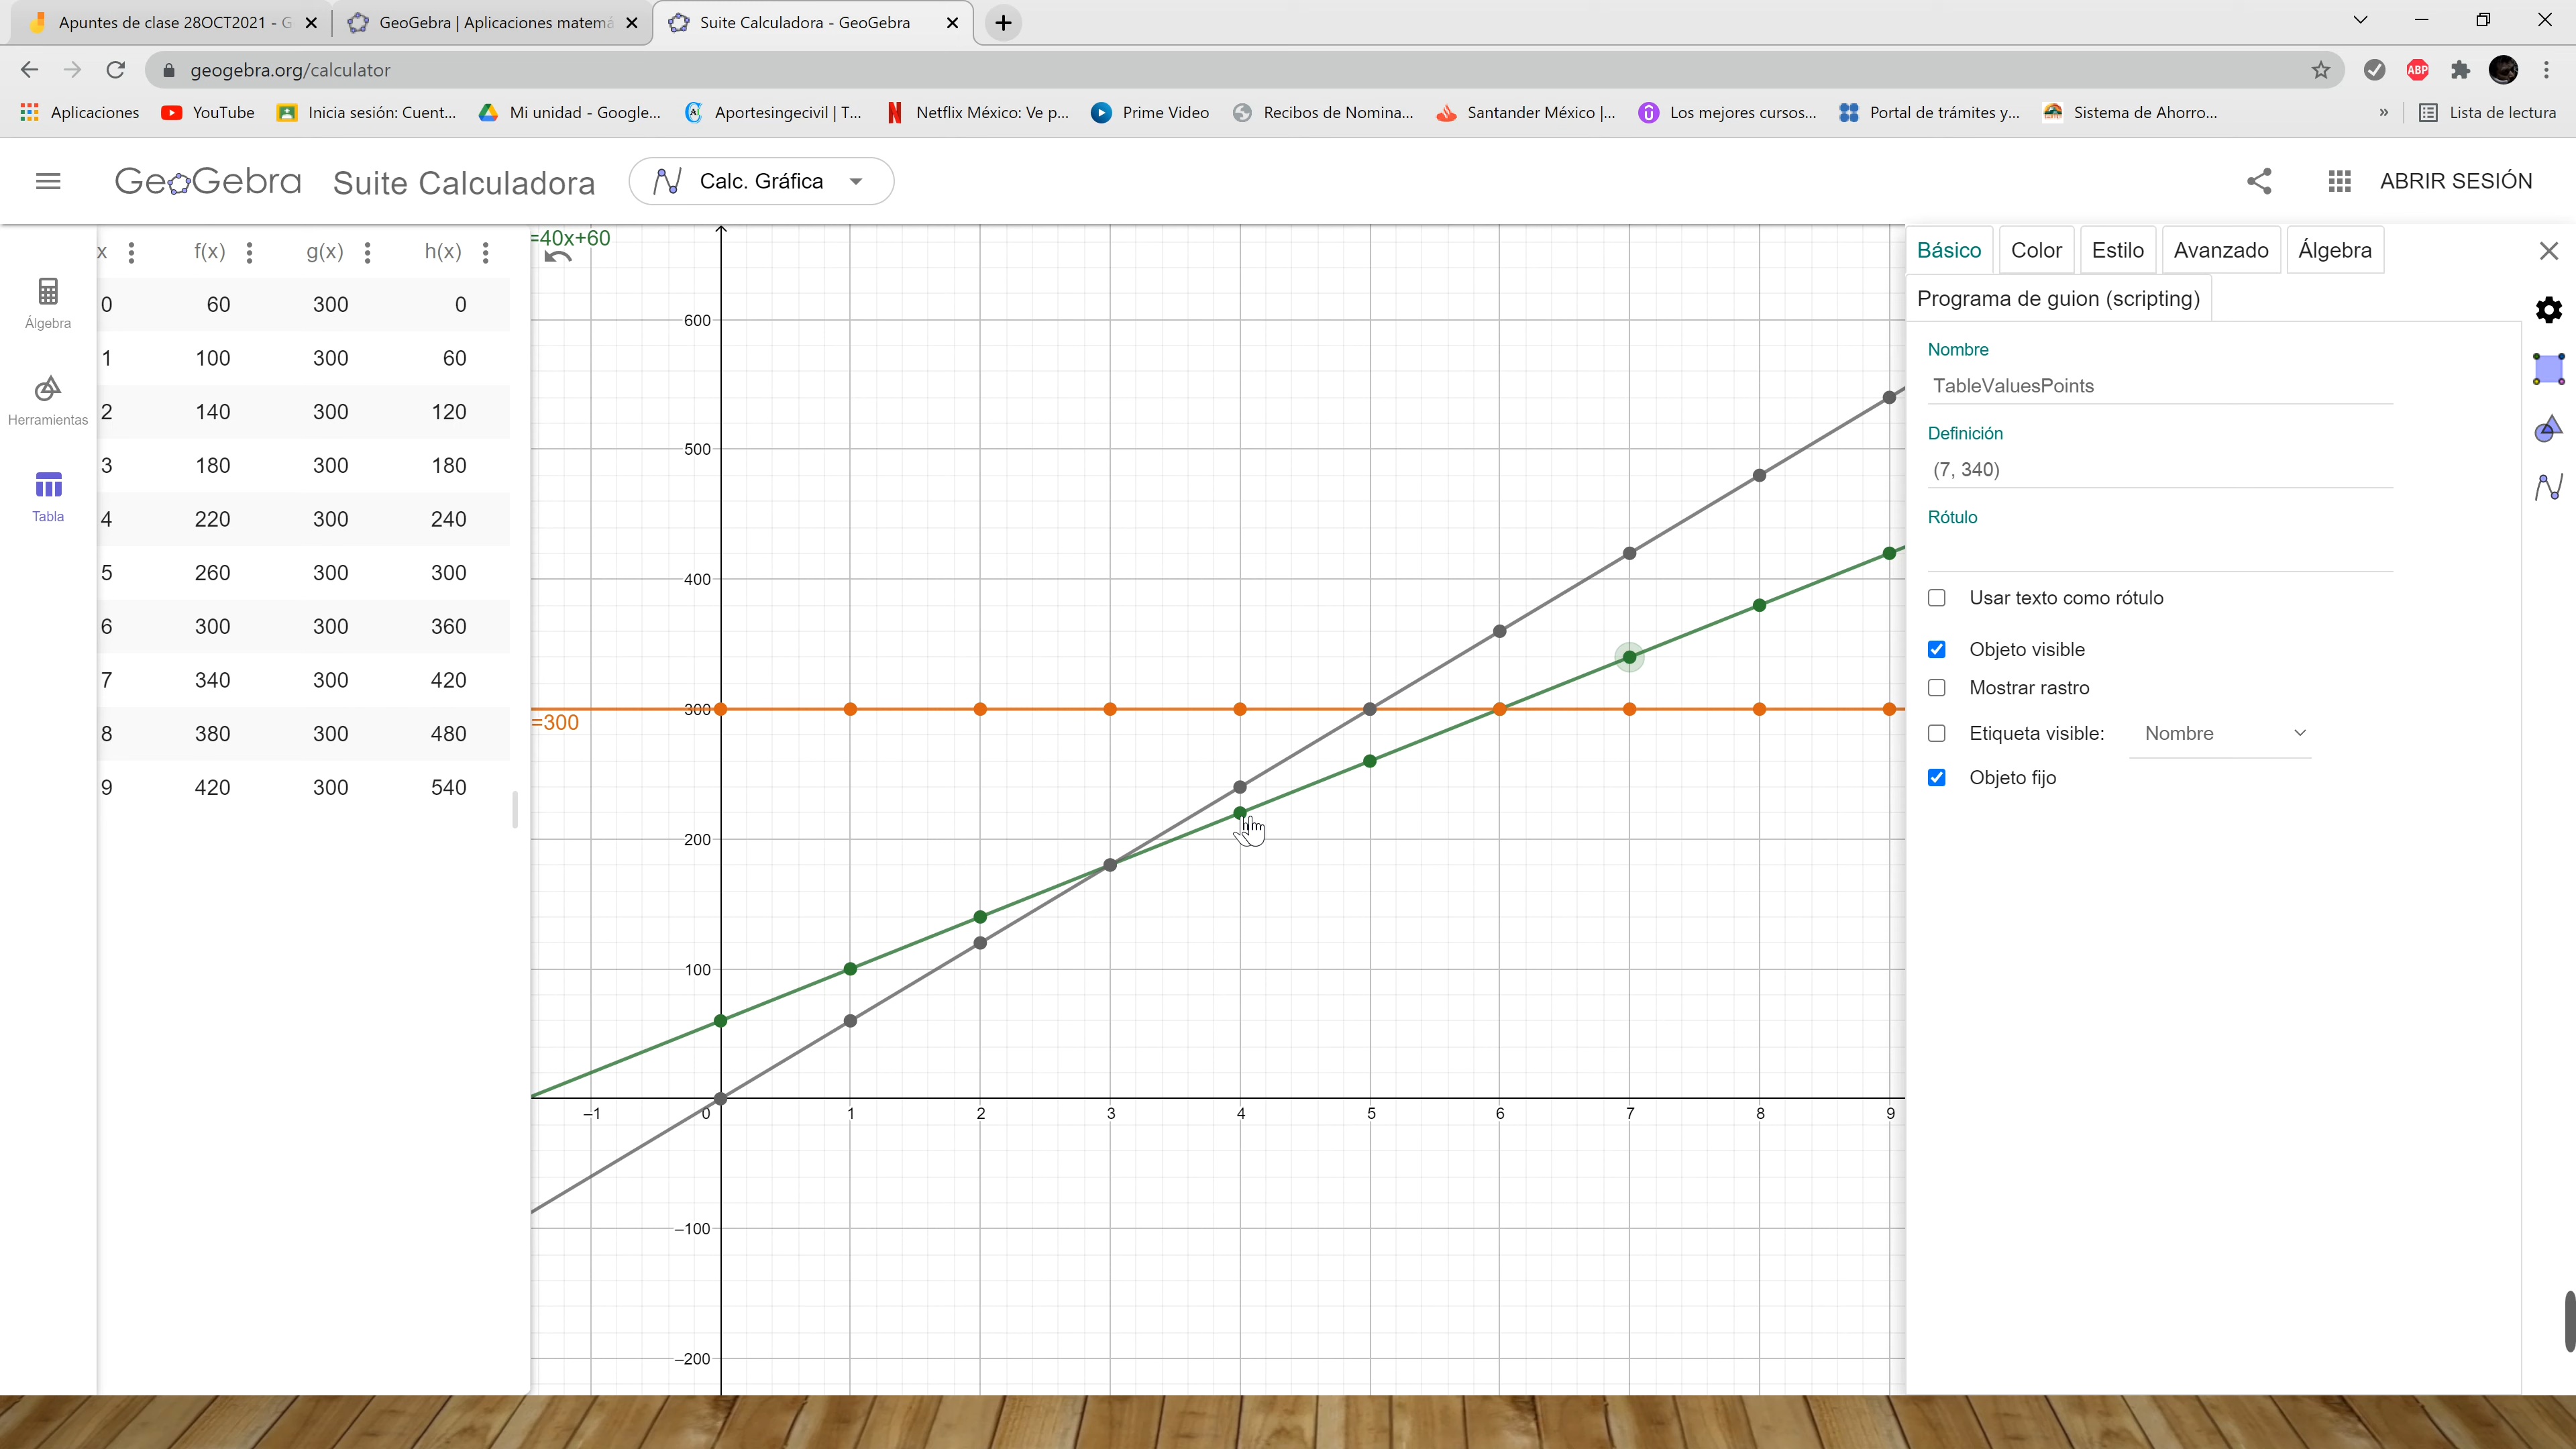 Apuntes de clase 28OCT2021 - G
GeoGebra | Aplicaciones matemá
Suite Calculadora - GeoGebra
geogebra.org/calculator
ABP
Aplicaciones
YouTube
Inicia sesión: Cuent...
Mi unidad - Google...
Aportesingecivil | T...
Netflix México: Ve p...
Prime Video
Recibos de Nomina...
Santander México |...
Los mejores cursos...
Portal de trámites y...
Sistema de Ahorro...
»
Lista de lectura
GeoGebra
Suite Calculadora
Calc. Gráfica
ABRIR SESIÓN
Álgebra
Herramientas
Tabla
x f(x) g(x) h(x)
0 60 300 0
1 100 300 60
2 140 300 120
3 180 300 180
4 220 300 240
5 260 300 300
6 300 300 360
7 340 300 420
8 380 300 480
9 420 300 540
=40x+60
600
500
400
300
=300
200
100
–1 0 1 2 3 4 5 6 7 8 9
–100
–200
Básico Color Estilo Avanzado Álgebra
Programa de guion (scripting)
Nombre
TableValuesPoints
Definición
(7, 340)
Rótulo
Usar texto como rótulo
Objeto visible
Mostrar rastro
Etiqueta visible: Nombre
Objeto fijo